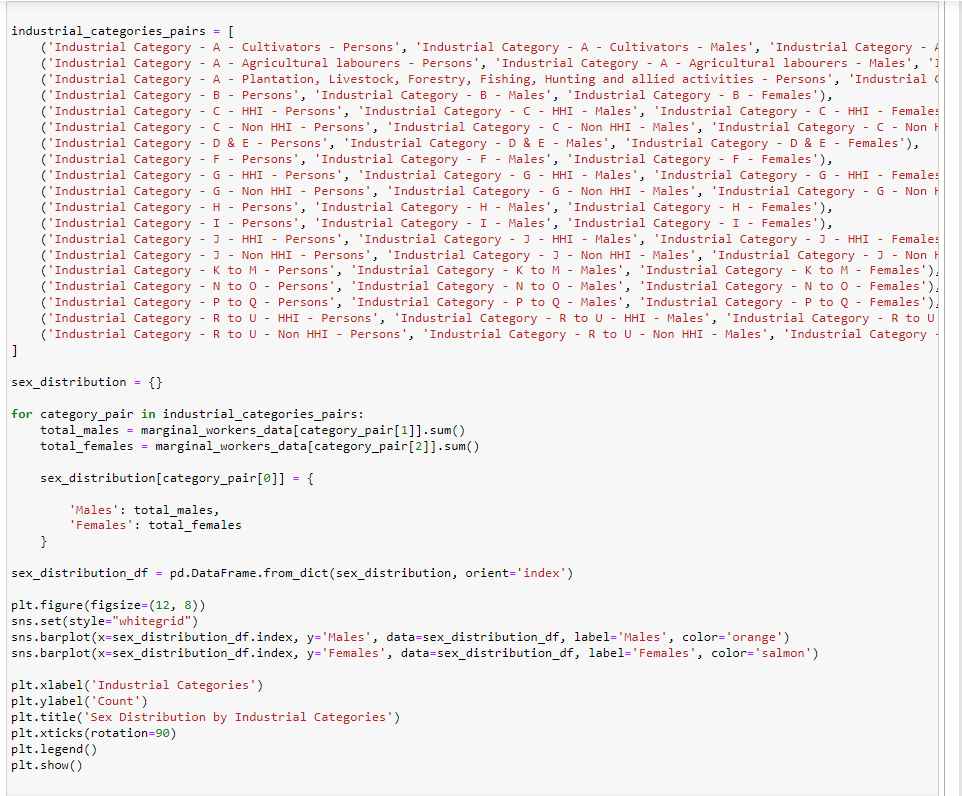 industrial_categories_pairs = [
    ('Industrial Category - A - Cultivators - Persons', 'Industrial Category - A - Cultivators - Males', 'Industrial Category - A
    ('Industrial Category - A - Agricultural labourers - Persons', 'Industrial Category - A - Agricultural labourers - Males', 'I
    ('Industrial Category - A - Plantation, Livestock, Forestry, Fishing, Hunting and allied activities - Persons', 'Industrial C
    ('Industrial Category - B - Persons', 'Industrial Category - B - Males', 'Industrial Category - B - Females'),
    ('Industrial Category - C - HHI - Persons', 'Industrial Category - C - HHI - Males', 'Industrial Category - C - HHI - Females
    ('Industrial Category - C - Non HHI - Persons', 'Industrial Category - C - Non HHI - Males', 'Industrial Category - C - Non H
    ('Industrial Category - D & E - Persons', 'Industrial Category - D & E - Males', 'Industrial Category - D & E - Females'),
    ('Industrial Category - F - Persons', 'Industrial Category - F - Males', 'Industrial Category - F - Females'),
    ('Industrial Category - G - HHI - Persons', 'Industrial Category - G - HHI - Males', 'Industrial Category - G - HHI - Females
    ('Industrial Category - G - Non HHI - Persons', 'Industrial Category - G - Non HHI - Males', 'Industrial Category - G - Non H
    ('Industrial Category - H - Persons', 'Industrial Category - H - Males', 'Industrial Category - H - Females'),
    ('Industrial Category - I - Persons', 'Industrial Category - I - Males', 'Industrial Category - I - Females'),
    ('Industrial Category - J - HHI - Persons', 'Industrial Category - J - HHI - Males', 'Industrial Category - J - HHI - Females
    ('Industrial Category - J - Non HHI - Persons', 'Industrial Category - J - Non HHI - Males', 'Industrial Category - J - Non H
    ('Industrial Category - K to M - Persons', 'Industrial Category - K to M - Males', 'Industrial Category - K to M - Females'),
    ('Industrial Category - N to O - Persons', 'Industrial Category - N to O - Males', 'Industrial Category - N to O - Females'),
    ('Industrial Category - P to Q - Persons', 'Industrial Category - P to Q - Males', 'Industrial Category - P to Q - Females'),
    ('Industrial Category - R to U - HHI - Persons', 'Industrial Category - R to U - HHI - Males', 'Industrial Category - R to U
    ('Industrial Category - R to U - Non HHI - Persons', 'Industrial Category - R to U - Non HHI - Males', 'Industrial Category -
]
sex_distribution = {}
for category_pair in industrial_categories_pairs:
    total_males = marginal_workers_data[category_pair[1]].sum()
    total_females = marginal_workers_data[category_pair[2]].sum()
    sex_distribution[category_pair[0]] = {
        'Males': total_males,
        'Females': total_females
    }
sex_distribution_df = pd.DataFrame.from_dict(sex_distribution, orient='index')
plt.figure(figsize=(12, 8))
sns.set(style="whitegrid")
sns.barplot(x=sex_distribution_df.index, y='Males', data=sex_distribution_df, label='Males', color='orange')
sns.barplot(x=sex_distribution_df.index, y='Females', data=sex_distribution_df, label='Females', color='salmon')
plt.xlabel('Industrial Categories')
plt.ylabel('Count')
plt.title('Sex Distribution by Industrial Categories')
plt.xticks(rotation=90)
plt.legend()
plt.show()